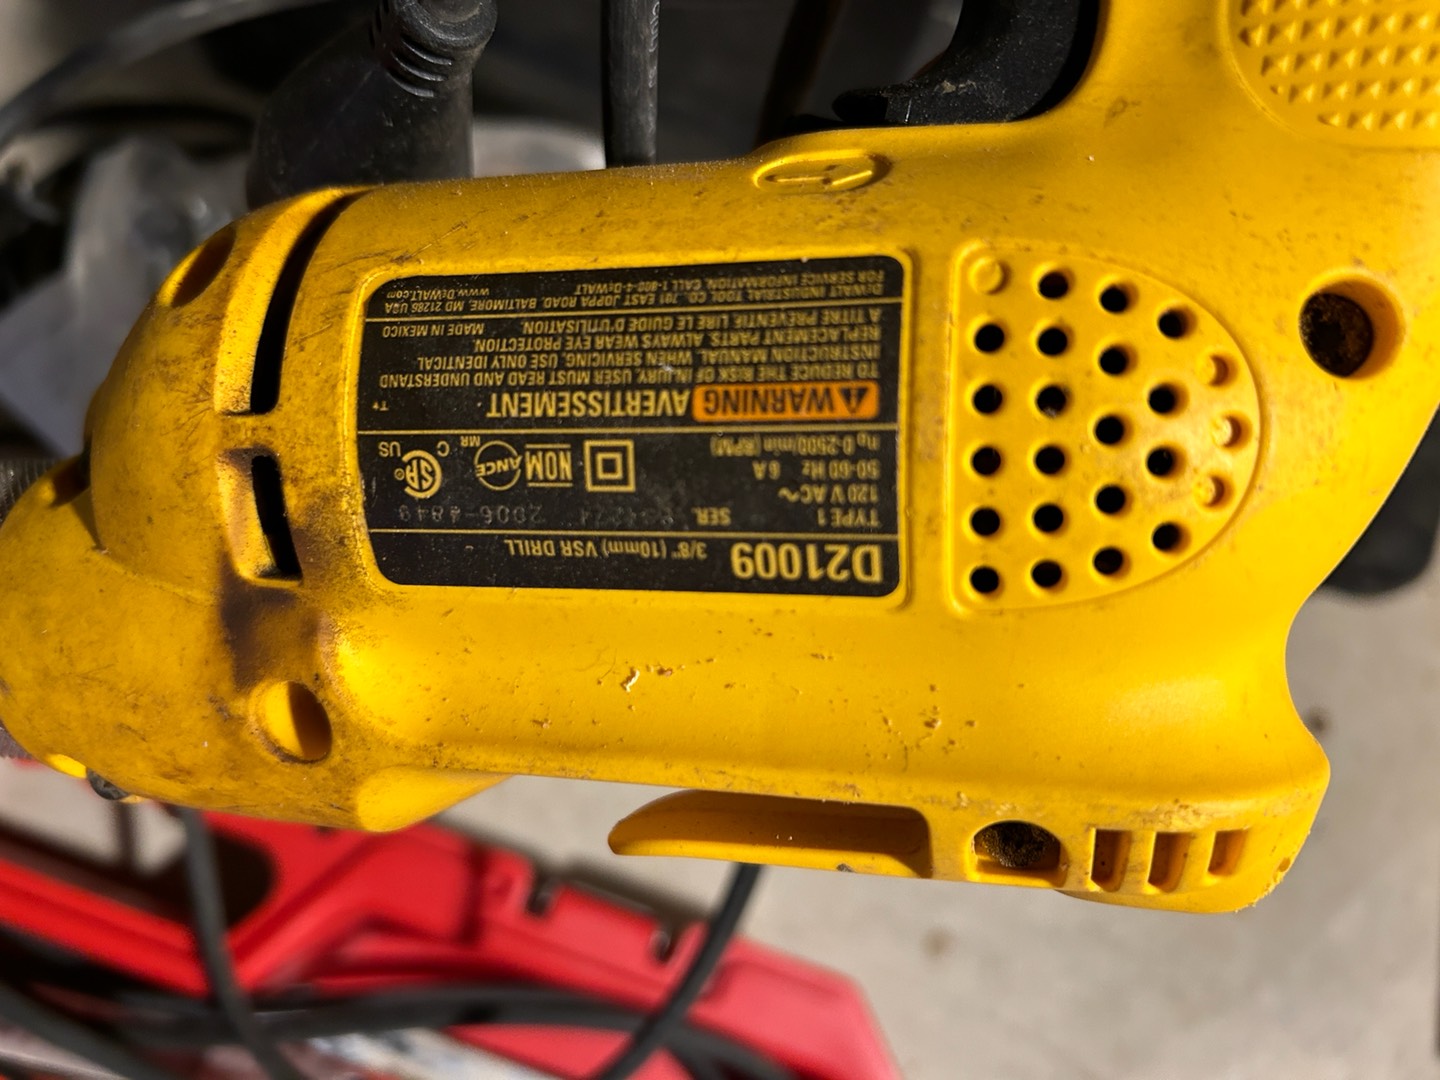 D21009
3/8" (10mm) VSR DRILL
TYPE 1 SER. 2006-4849
120 V AC~
50-60 Hz 6 A
n0 0-2500/min (RPM)
NOM
ANCE
MR
C US
SA
®
T*
⚠WARNING AVERTISSEMENT
TO REDUCE THE RISK OF INJURY, USER MUST READ AND UNDERSTAND
INSTRUCTION MANUAL. WHEN SERVICING, USE ONLY IDENTICAL
REPLACEMENT PARTS. ALWAYS WEAR EYE PROTECTION.
A TITRE PREVENTIF, LIRE LE GUIDE D'UTILISATION. MADE IN MEXICO
DEWALT INDUSTRIAL TOOL CO., 701 EAST JOPPA ROAD, BALTIMORE, MD 21286 USA
FOR SERVICE INFORMATION, CALL 1-800-4-DEWALT www.DEWALT.com